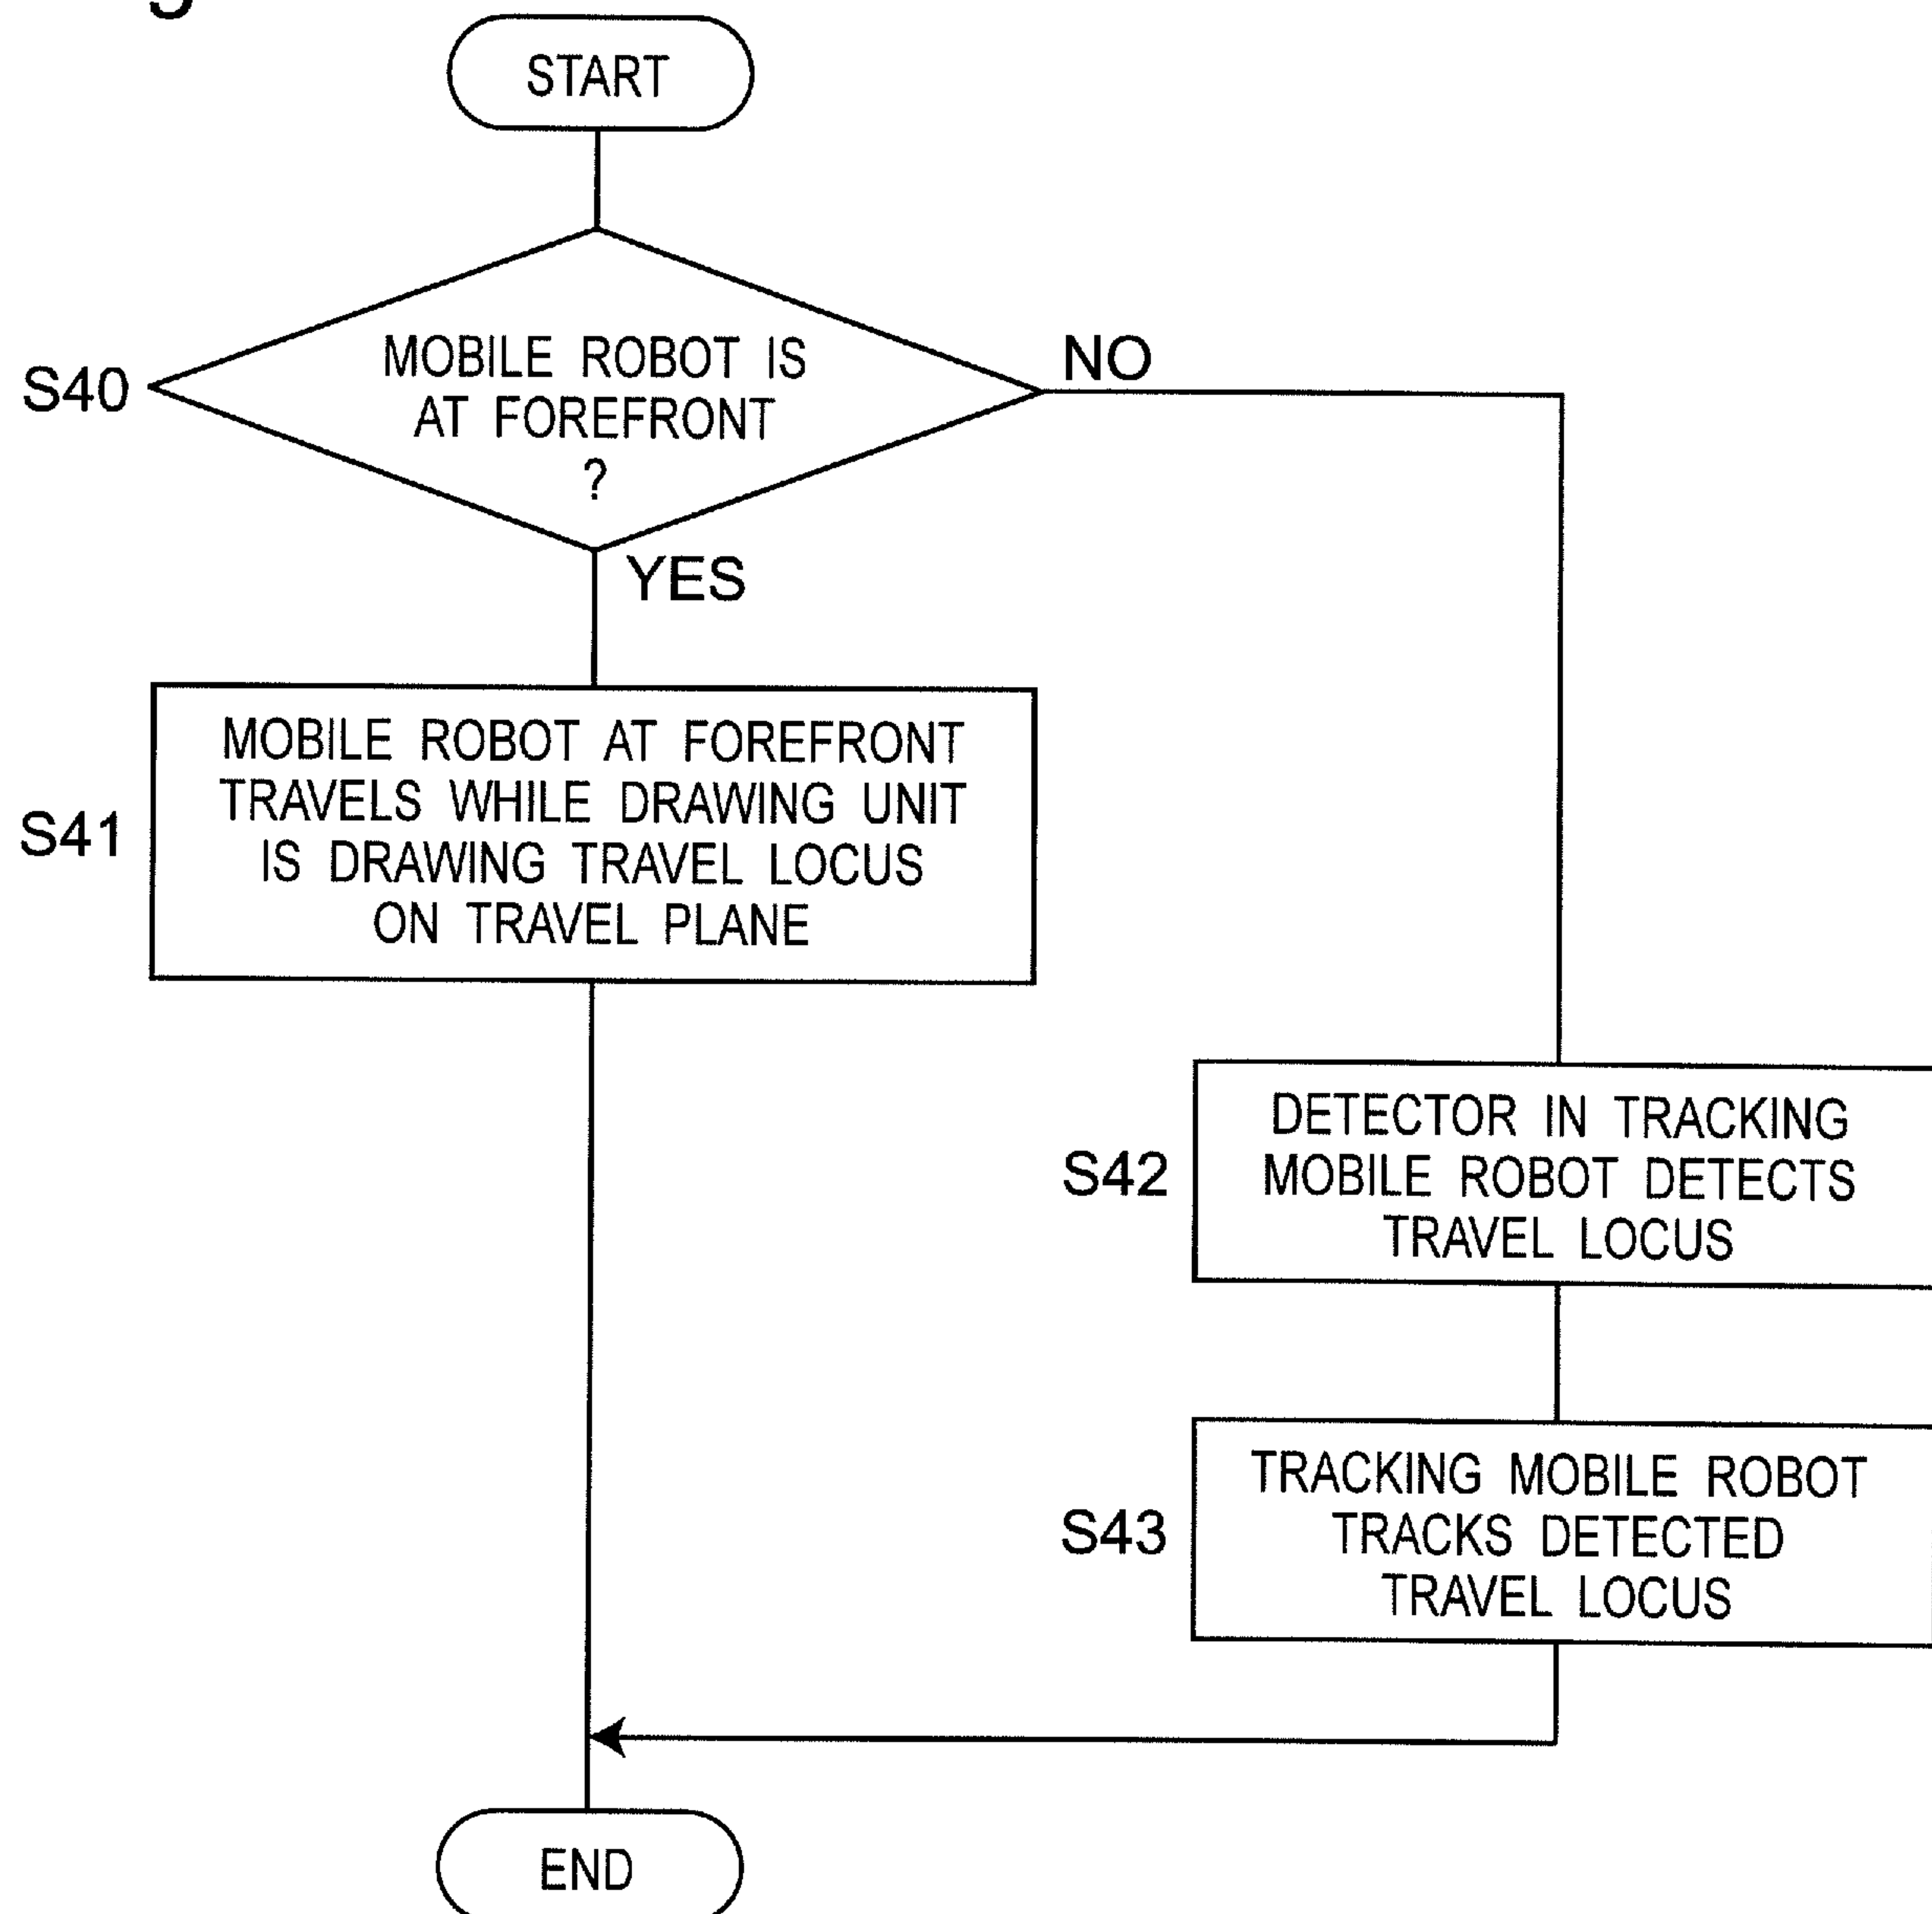 START
S40
MOBILE ROBOT IS
AT FOREFRONT
?
NO
YES
S41
MOBILE ROBOT AT FOREFRONT
TRAVELS WHILE DRAWING UNIT
IS DRAWING TRAVEL LOCUS
ON TRAVEL PLANE
S42
DETECTOR IN TRACKING
MOBILE ROBOT DETECTS
TRAVEL LOCUS
S43
TRACKING MOBILE ROBOT
TRACKS DETECTED
TRAVEL LOCUS
END